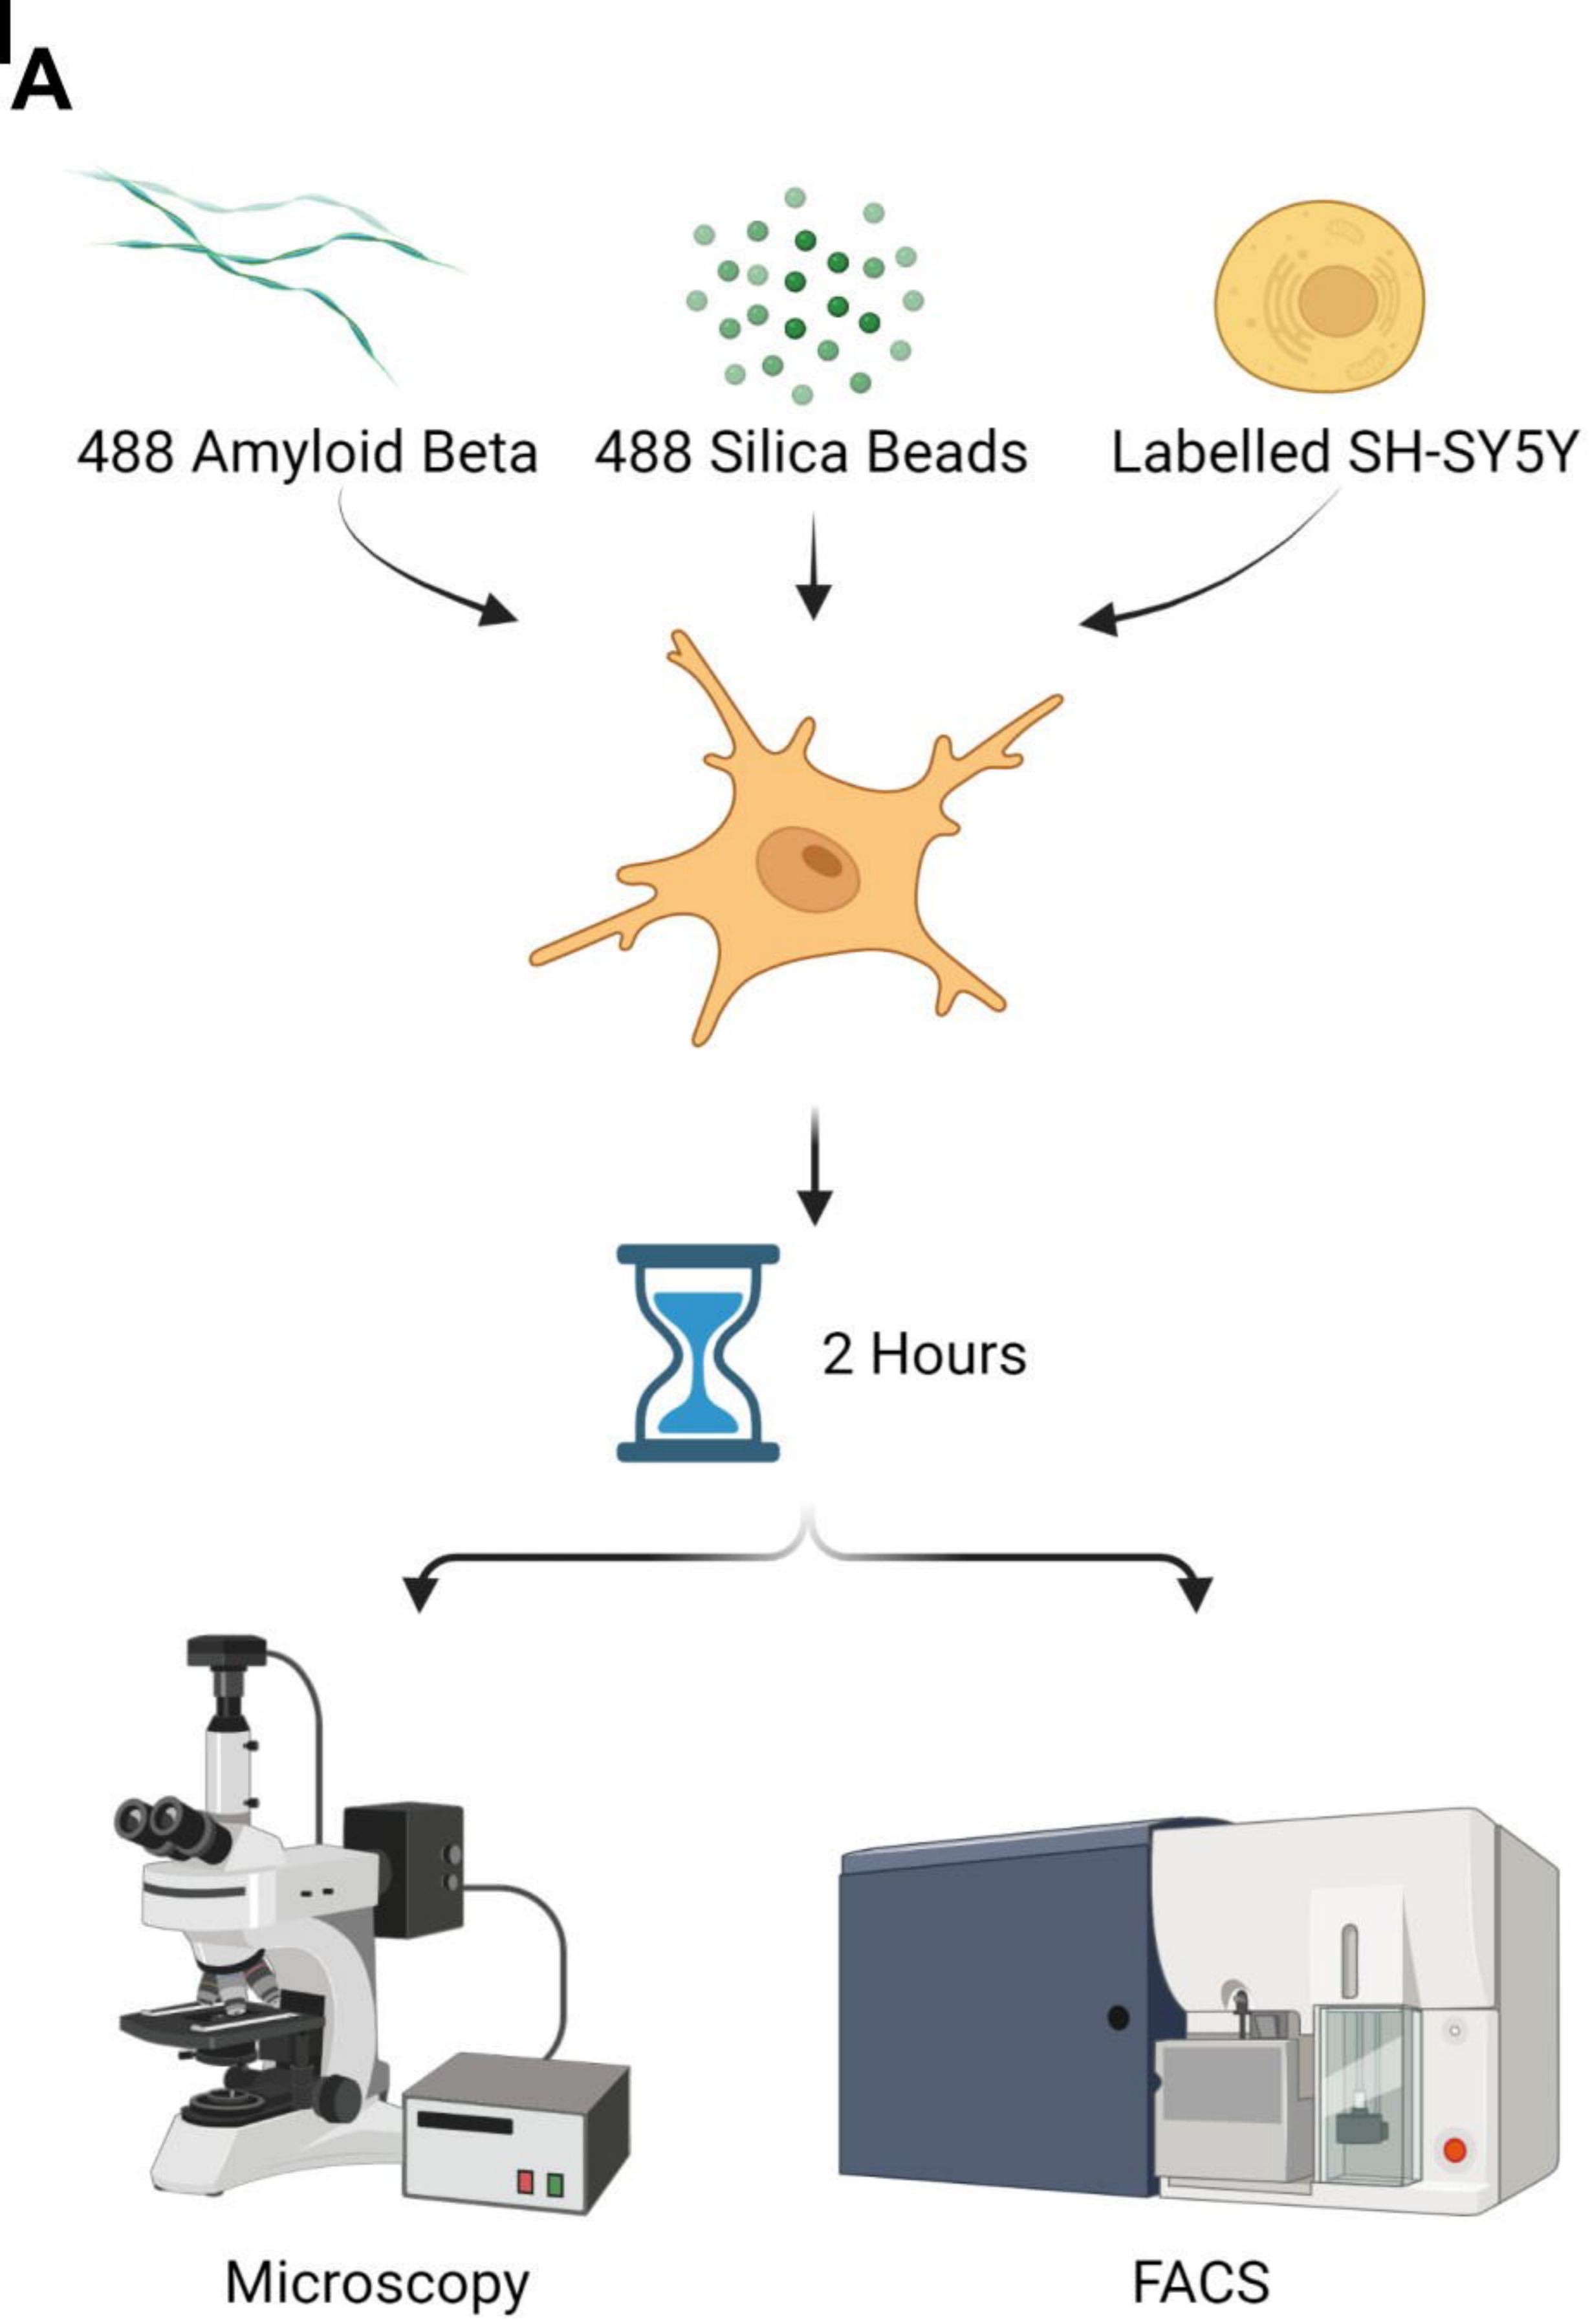 A
488 Amyloid Beta
488 Silica Beads
Labelled SH-SY5Y
2 Hours
Microscopy
FACS